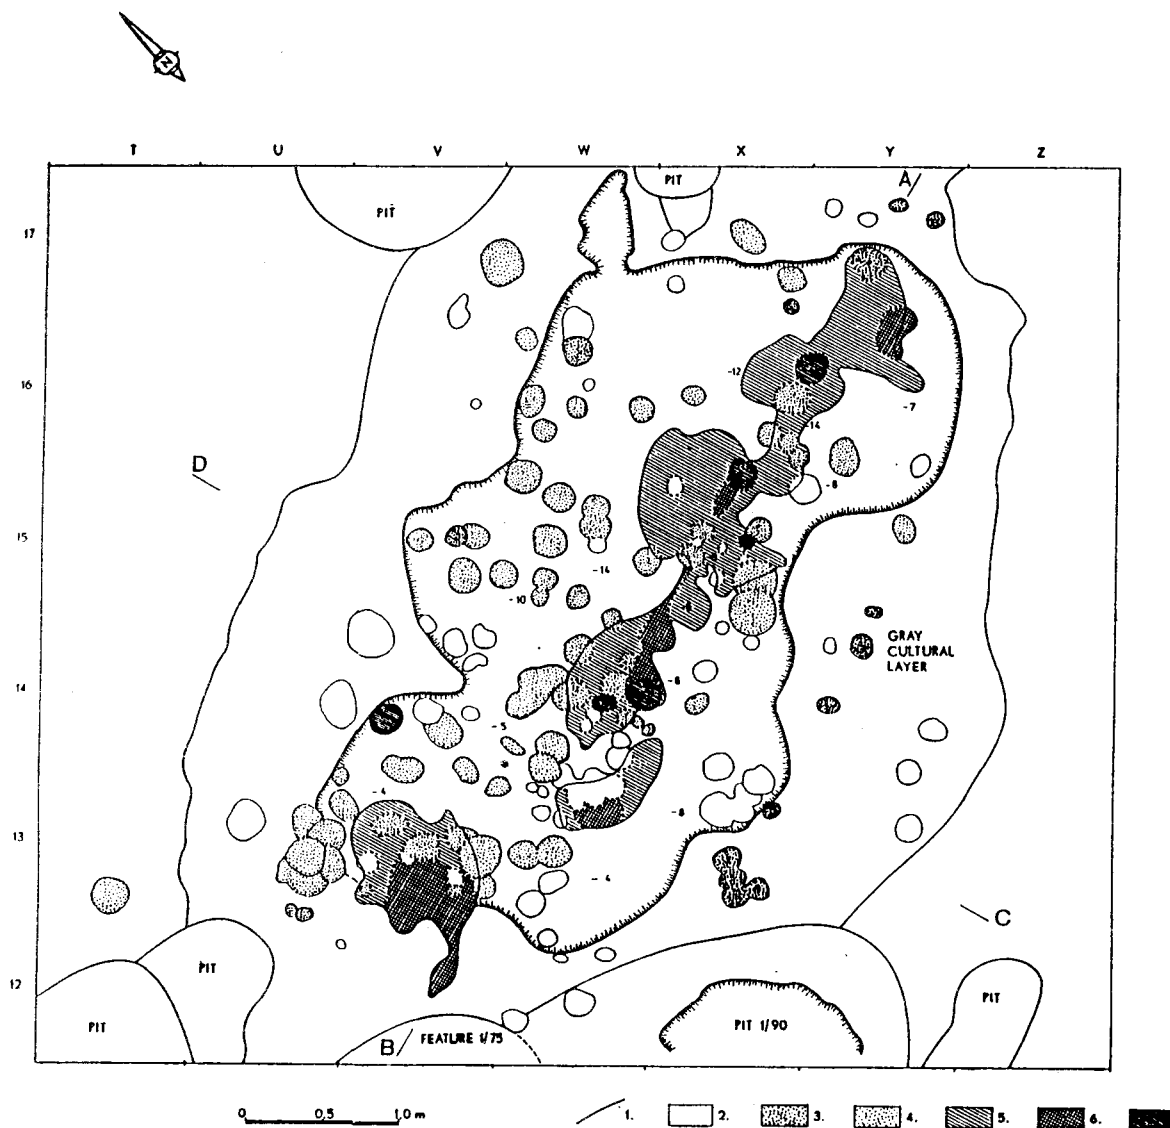 N
T U V W X Y Z
A
PIT
PIT
17
16
-12
-7
-14
D
-8
15
-14
-10
GRAY
CULTURAL
LAYER
14
-6
-5
-4
-8
13
-4
C
PIT
12
PIT
PIT
PIT 1/90
B
FEATURE 1/75
0 0,5 1,0 m
1. 2. 3. 4. 5. 6.